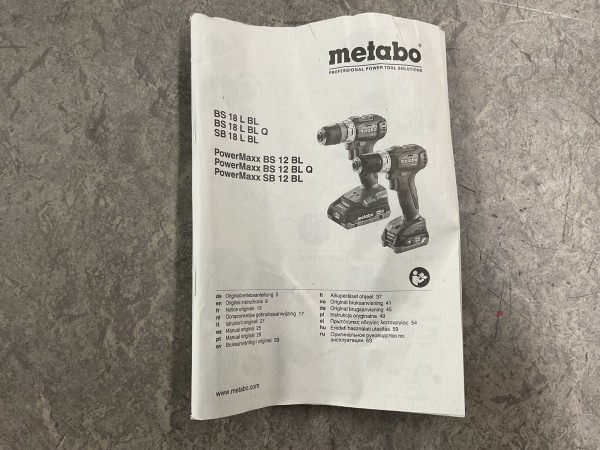 metabo
PROFESSIONAL POWER TOOL SOLUTIONS
BS 18 L BL
BS 18 L BL Q
SB 18 L BL
PowerMaxx BS 12 BL
PowerMaxx BS 12 BL Q
PowerMaxx SB 12 BL
metabo
de Originalbetriebsanleitung 5
en Original instructions 9
fr Notice originale 13
nl Oorspronkelijke gebruiksaanwijzing 17
it Istruzioni originali 21
es Manual original 25
pt Manual original 29
sv Bruksanvisning i original 33
fi Alkuperäiset ohjeet 37
no Original bruksanvisning 41
da Original brugsanvisning 45
pl Instrukcja oryginalna 49
el Πρωτότυπες οδηγίες λειτουργίας 54
hu Eredeti használati utasítás 59
ru Оригинальное руководство по
эксплуатации 63
www.metabo.com